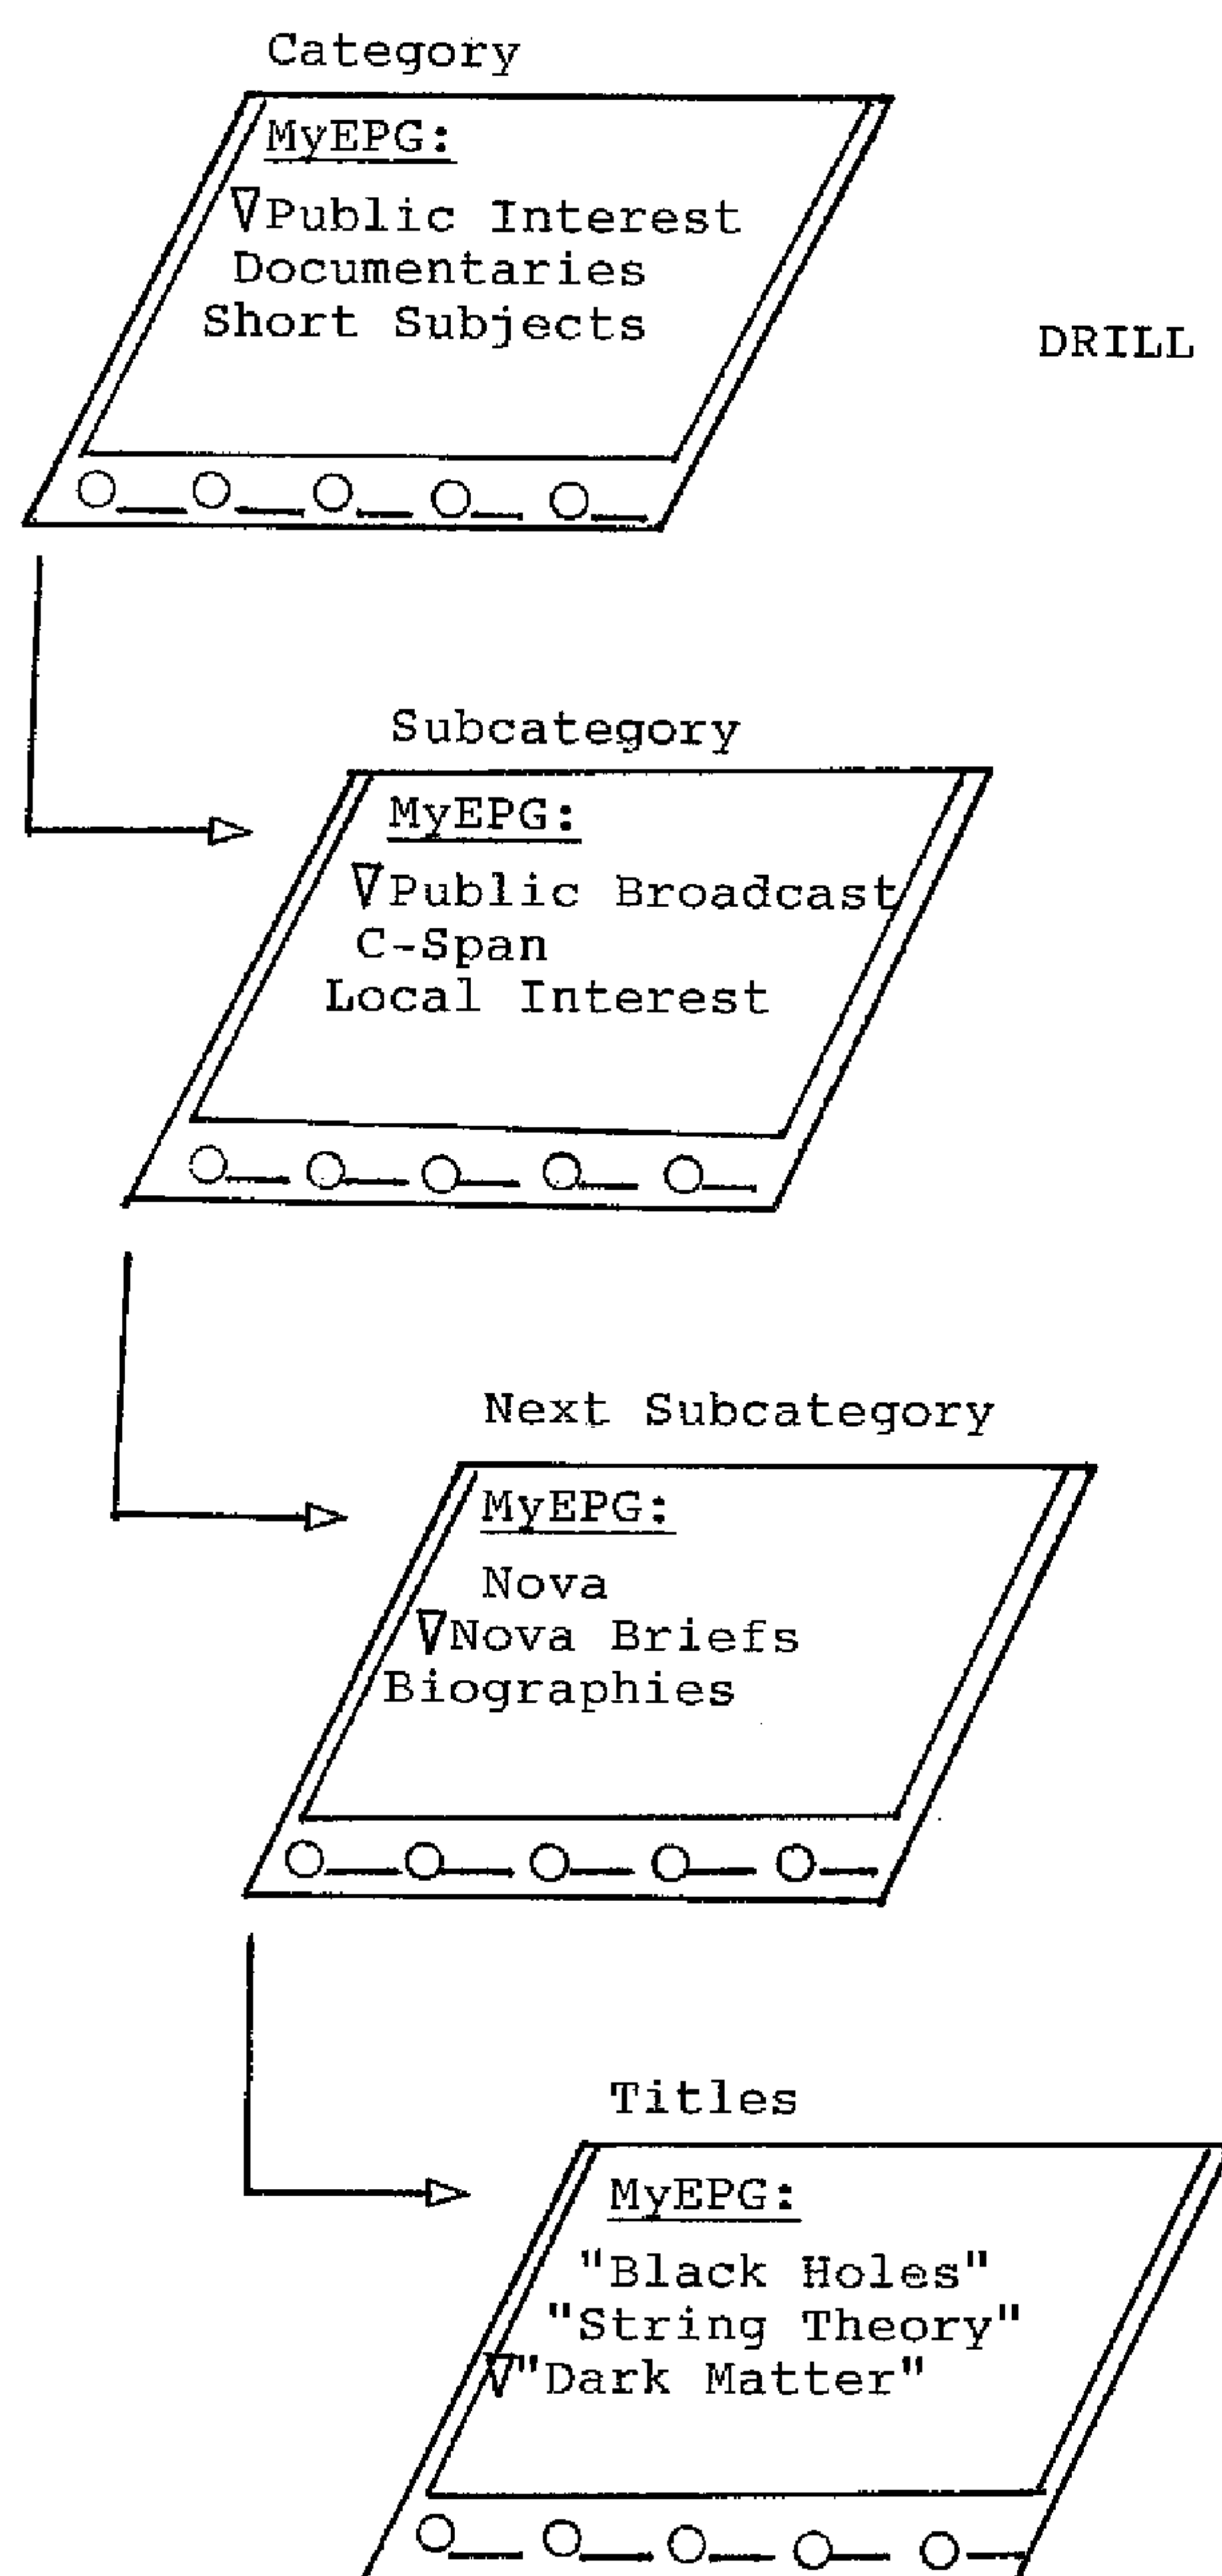 Category
MyEPG:
∇Public Interest
Documentaries
Short Subjects
DRILL
Subcategory
MyEPG:
∇Public Broadcast
C-Span
Local Interest
Next Subcategory
MyEPG:
Nova
∇Nova Briefs
Biographies
Titles
MyEPG:
"Black Holes"
"String Theory"
∇"Dark Matter"